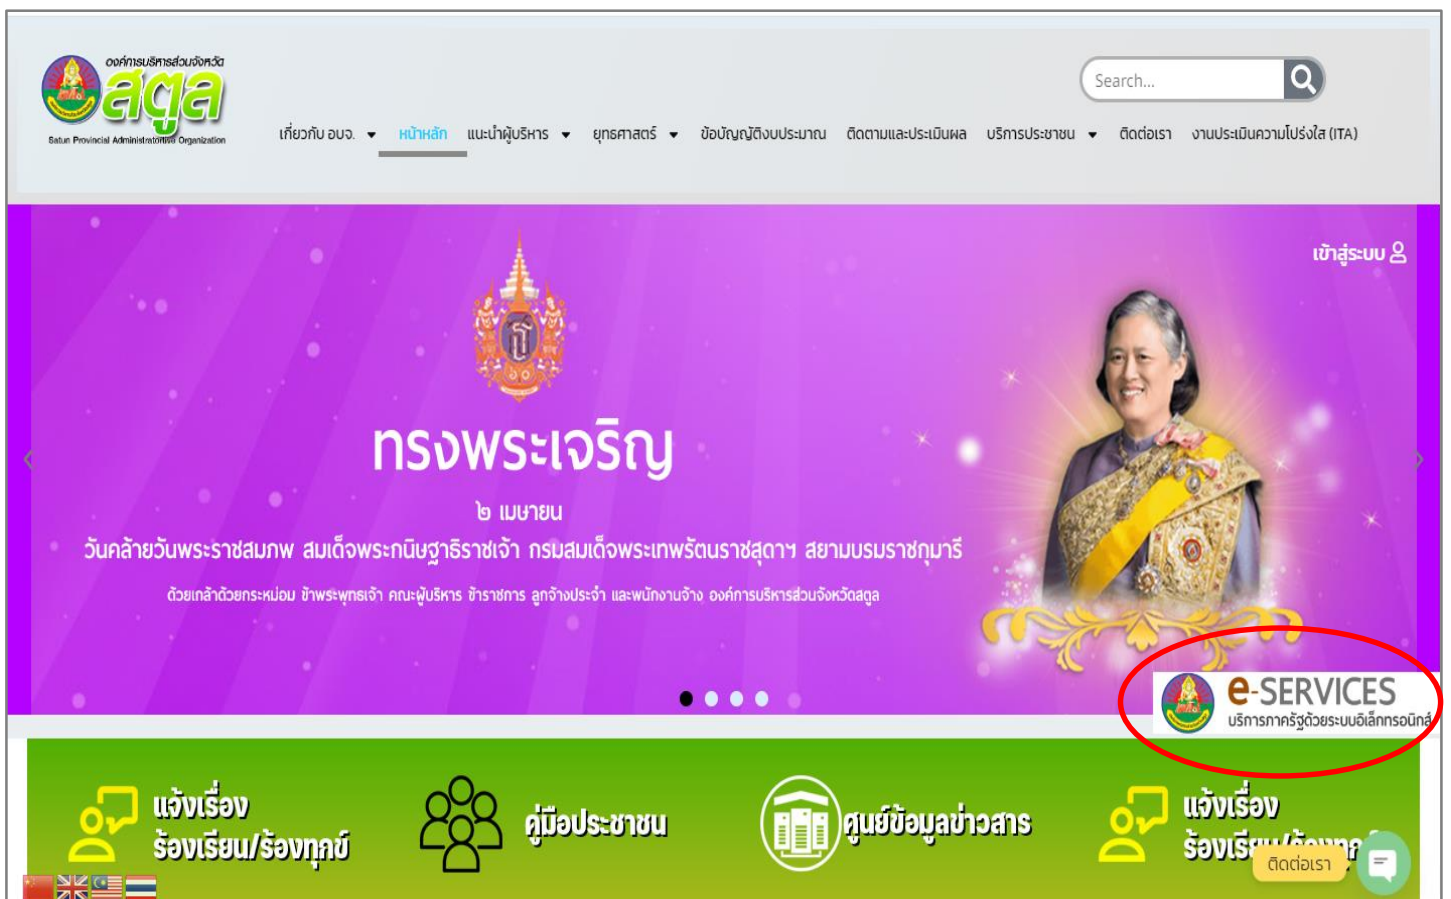 องค์การบริหารส่วนจังหวัด
สตูล
Satun Provincial Administratortive Organization
Search...
เกี่ยวกับ อบจ.
หน้าหลัก
แนะนำผู้บริหาร
ยุทธศาสตร์
ข้อบัญญัติงบประมาณ
ติดตามและประเมินผล
บริการประชาชน
ติดต่อเรา
งานประเมินความโปร่งใส (ITA)
เข้าสู่ระบบ
ทรงพระเจริญ
๒ เมษายน
วันคล้ายวันพระราชสมภพ สมเด็จพระกนิษฐาธิราชเจ้า กรมสมเด็จพระเทพรัตนราชสุดาฯ สยามบรมราชกุมารี
ด้วยเกล้าด้วยกระหม่อม ข้าพระพุทธเจ้า คณะผู้บริหาร ข้าราชการ ลูกจ้างประจำ และพนักงานจ้าง องค์การบริหารส่วนจังหวัดสตูล
e-SERVICES
บริการภาครัฐด้วยระบบอิเล็กทรอนิกส์
แจ้งเรื่อง
ร้องเรียน/ร้องทุกข์
คู่มือประชาชน
ศูนย์ข้อมูลข่าวสาร
แจ้งเรื่อง
ติดต่อเรา